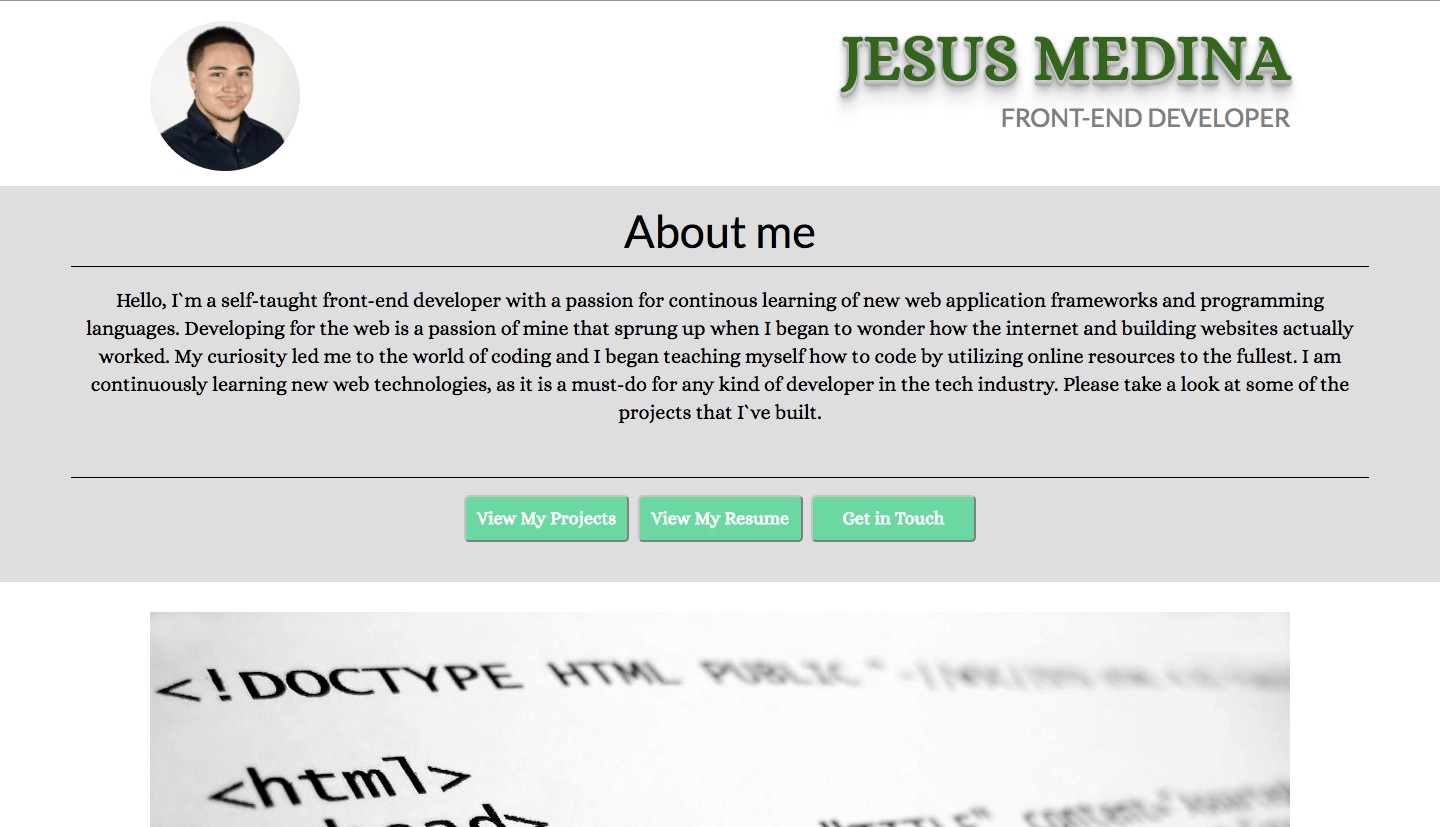 JESUS MEDINA
FRONT-END DEVELOPER
About me
Hello, I`m a self-taught front-end developer with a passion for continous learning of new web application frameworks and programming
languages. Developing for the web is a passion of mine that sprung up when I began to wonder how the internet and building websites actually
worked. My curiosity led me to the world of coding and I began teaching myself how to code by utilizing online resources to the fullest. I am
continuously learning new web technologies, as it is a must-do for any kind of developer in the tech industry. Please take a look at some of the
projects that I`ve built.
View My Projects
View My Resume
Get in Touch
<!DOCTYPE HTML PUBLIC "-//
<html>
head>
"TITLE" content="